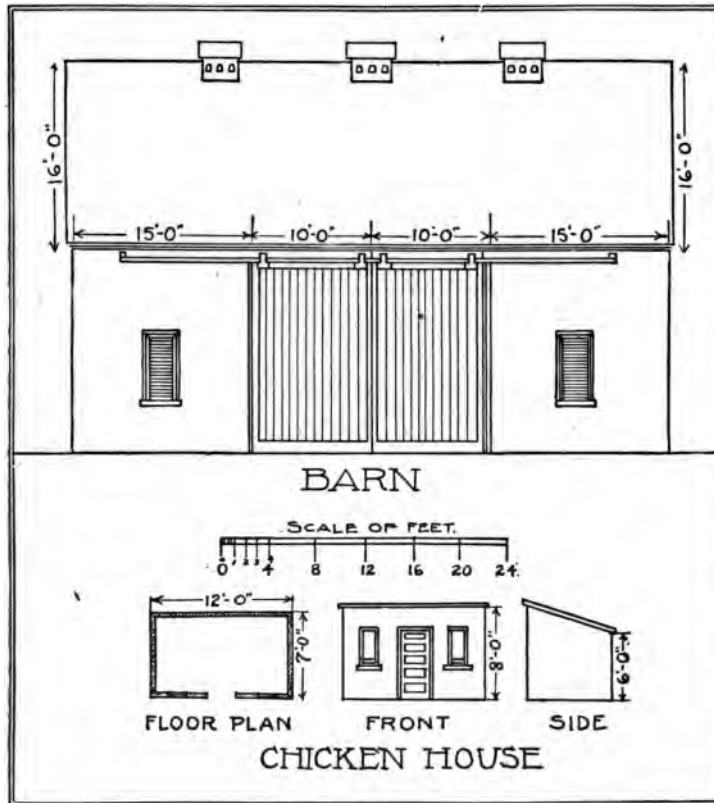 16'-0"
16'-0"
15'-0" 10'-0" 10'-0" 15'-0"
BARN
SCALE OF FEET.
0 1 2 3 4 8 12 16 20 24.
12'-0"
7'-0"
8'-0"
6'-0"
FLOOR PLAN FRONT SIDE
CHICKEN HOUSE